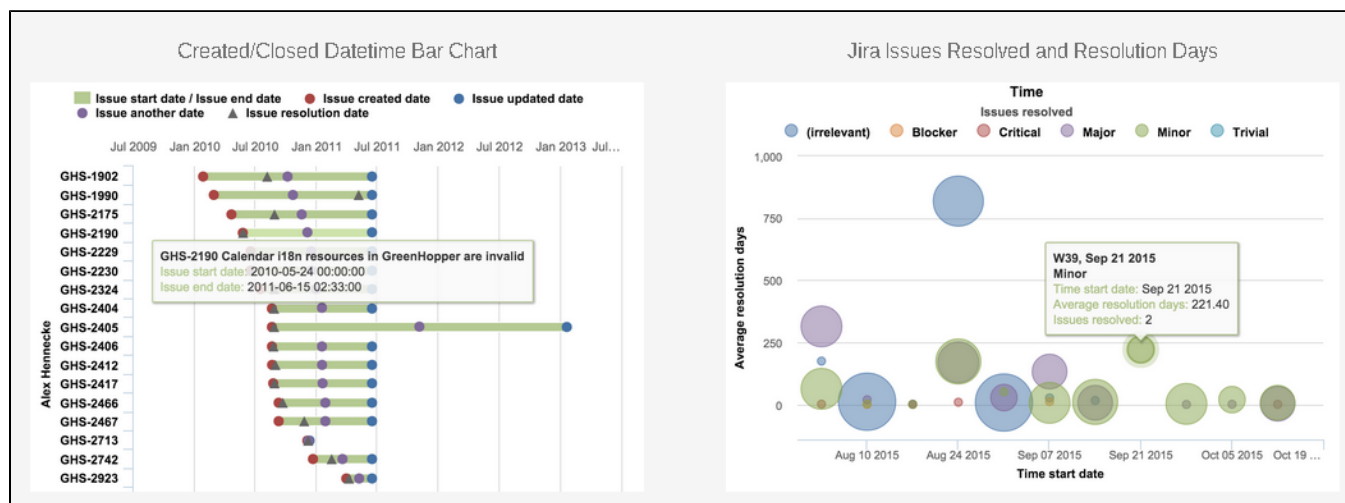 Created/Closed Datetime Bar Chart
Issue start date / Issue end date Issue created date Issue updated date
Issue another date Issue resolution date
Jul 2009 Jan 2010 Jul 2010 Jan 2011 Jul 2011 Jan 2012 Jul 2012 Jan 2013 Jul...
Alex Hennecke
GHS-1902
GHS-1990
GHS-2175
GHS-2190
GHS-2229
GHS-2230
GHS-2324
GHS-2404
GHS-2405
GHS-2406
GHS-2412
GHS-2417
GHS-2466
GHS-2467
GHS-2713
GHS-2742
GHS-2923
GHS-2190 Calendar i18n resources in GreenHopper are invalid
Issue start date: 2010-05-24 00:00:00
Issue end date: 2011-06-15 02:33:00
Jira Issues Resolved and Resolution Days
Time
Issues resolved
(irrelevant) Blocker Critical Major Minor Trivial
Average resolution days
1,000
750
500
250
0
W39, Sep 21 2015
Minor
Time start date: Sep 21 2015
Average resolution days: 221.40
Issues resolved: 2
Aug 10 2015 Aug 24 2015 Sep 07 2015 Sep 21 2015 Oct 05 2015 Oct 19 ...
Time start date